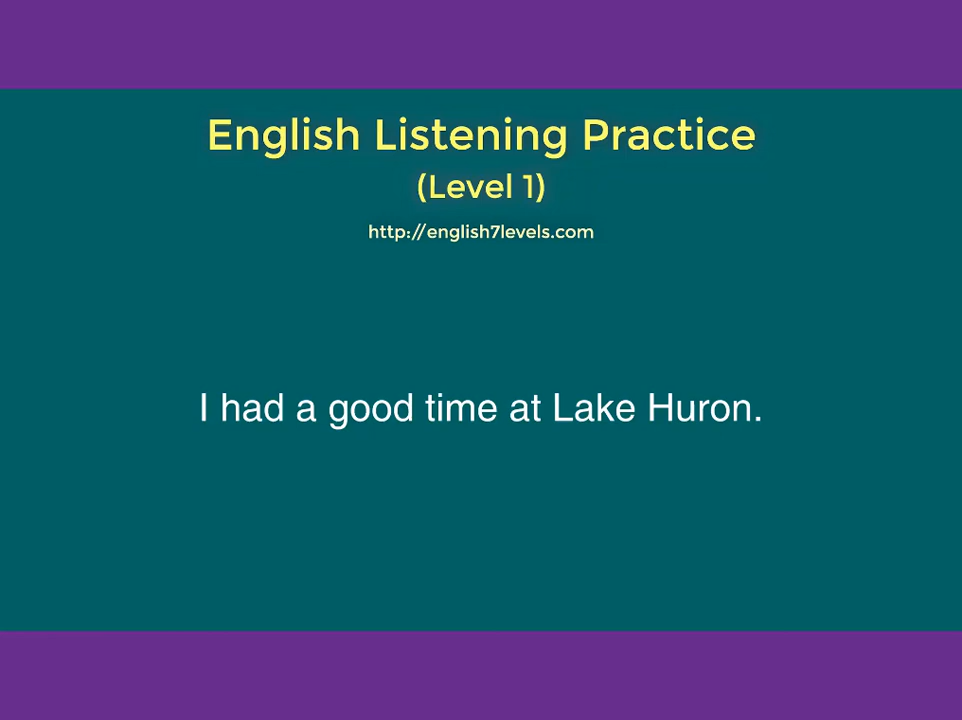 English Listening Practice
(Level 1)
http://english7levels.com
I had a good time at Lake Huron.